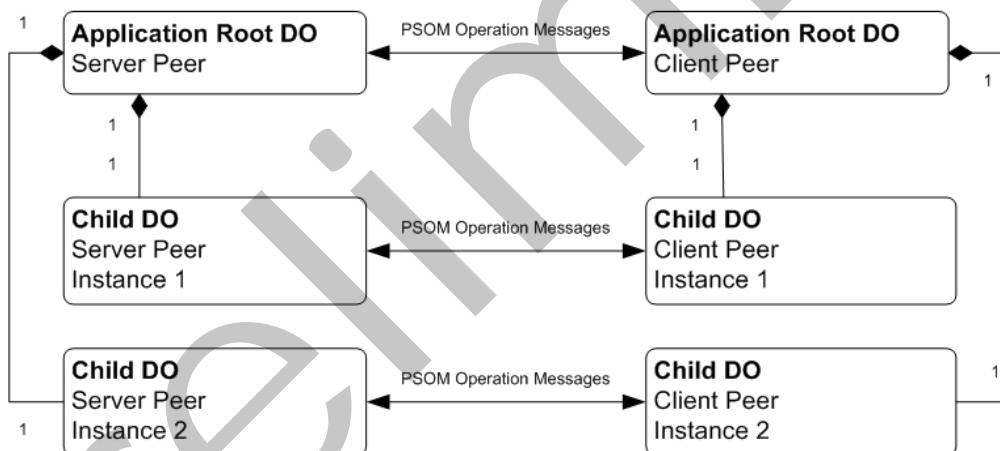 1
Application Root DO
Server Peer
PSOM Operation Messages
Application Root DO
Client Peer
1
1
1
1
1
Child DO
Server Peer
Instance 1
PSOM Operation Messages
Child DO
Client Peer
Instance 1
Child DO
Server Peer
Instance 2
PSOM Operation Messages
Child DO
Client Peer
Instance 2
1
1
elim